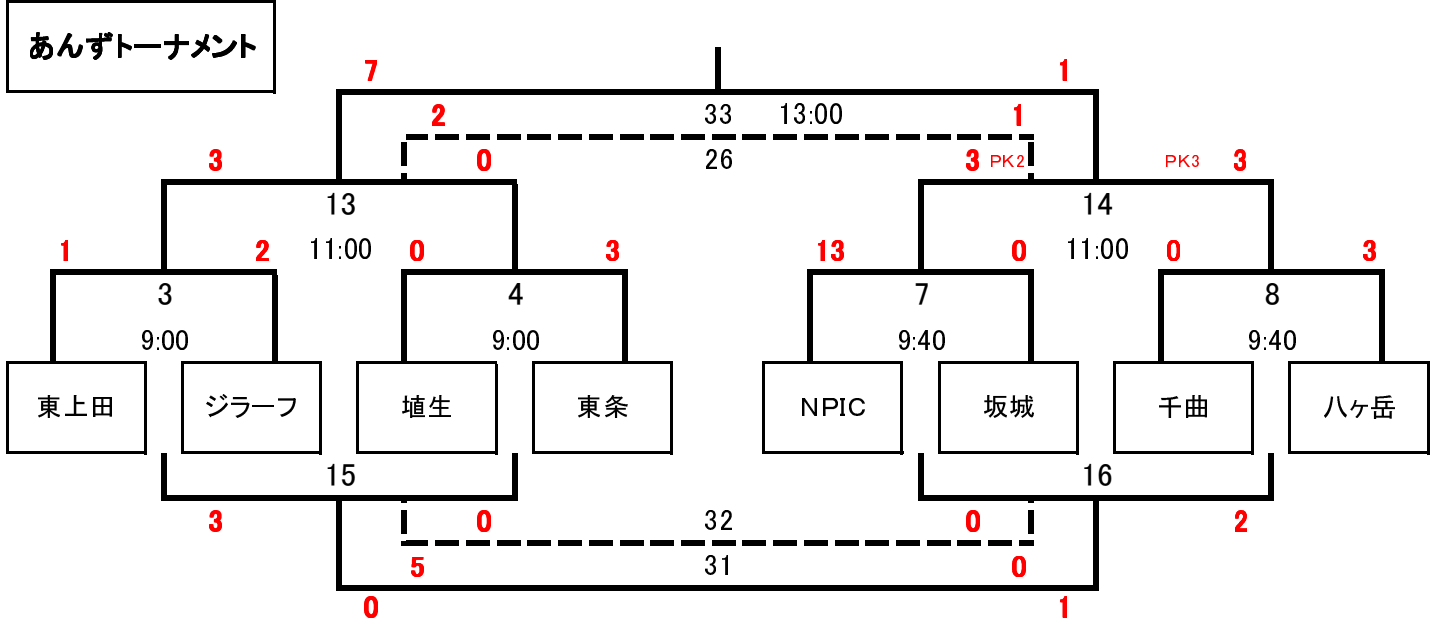 あんずトーナメント
7 1
2 33 13:00 1
3 0 26 3 PK2 PK3 3
13 14
1 2 11:00 0 3 13 0 11:00 0 3
3 4 7 8
9:00 9:00 9:40 9:40
東上田 ジラーフ 埴生 東条 NPIC 坂城 千曲 八ヶ岳
15 16
3 0 32 0 2
5 31 0
0 1